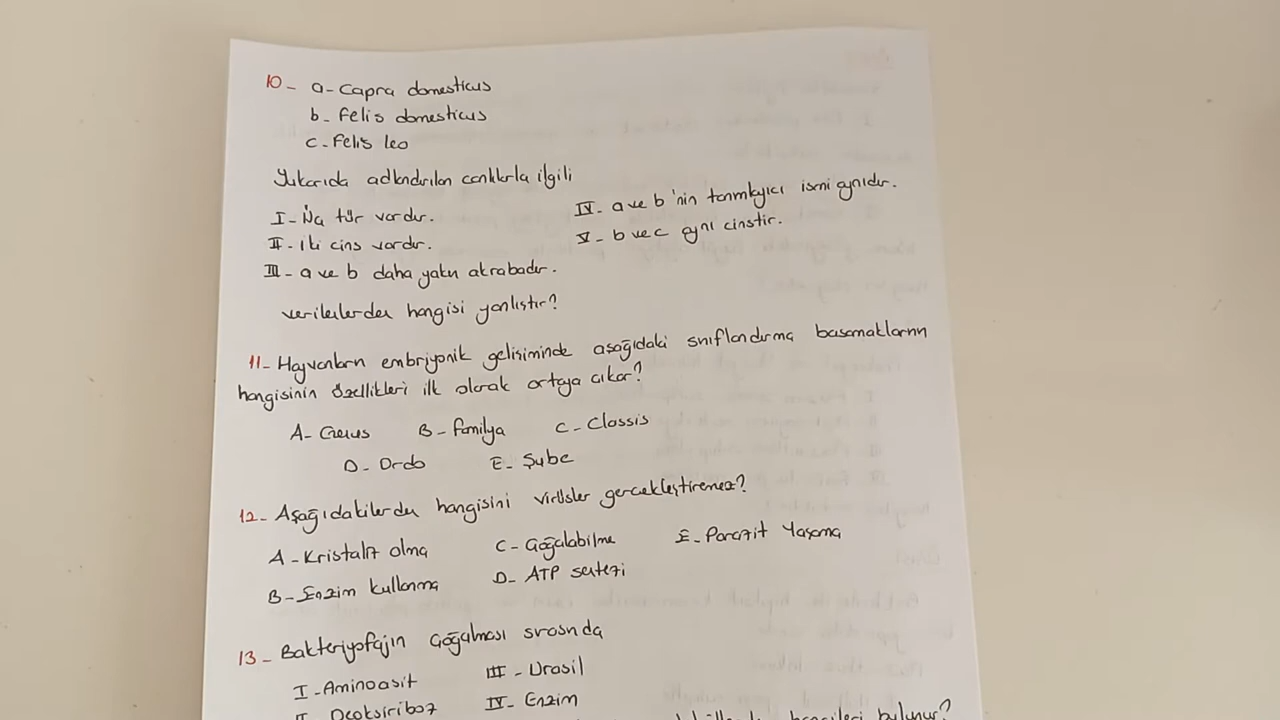 10- a- Capra domesticus
b- Felis domesticus
c- Felis leo
Yukarıda adlandırılan canlılarla ilgili
I- Üç tür vardır.
II- İki cins vardır.
III- a ve b daha yakın akrabadır.
IV- a ve b'nin tanımlayıcı ismi aynıdır.
V- b ve c aynı cinstir.
verilenlerden hangisi yanlıştır?
11- Hayvanların embriyonik gelişiminde aşağıdaki sınıflandırma basamaklarının
hangisinin özellikleri ilk olarak ortaya çıkar?
A- Genus B- Familya C- Classis
D- Ordo E- Şube
12- Aşağıdakilerden hangisini virüsler gerçekleştiremez?
A- Kristalize olma C- Çoğalabilme E- Parazit Yaşama
B- Enzim kullanma D- ATP sentezi
13- Bakteriyofajın çoğalması sırasında
I- Aminoasit III- Urasil
II- Deoksiriboz IV- Enzim
hangileri bulunur?